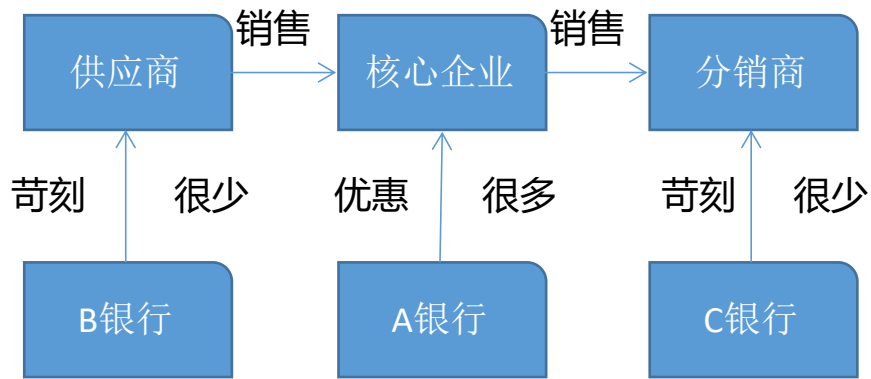 销售 销售
供应商 核心企业 分销商
苛刻 很少 优惠 很多 苛刻 很少
B银行 A银行 C银行